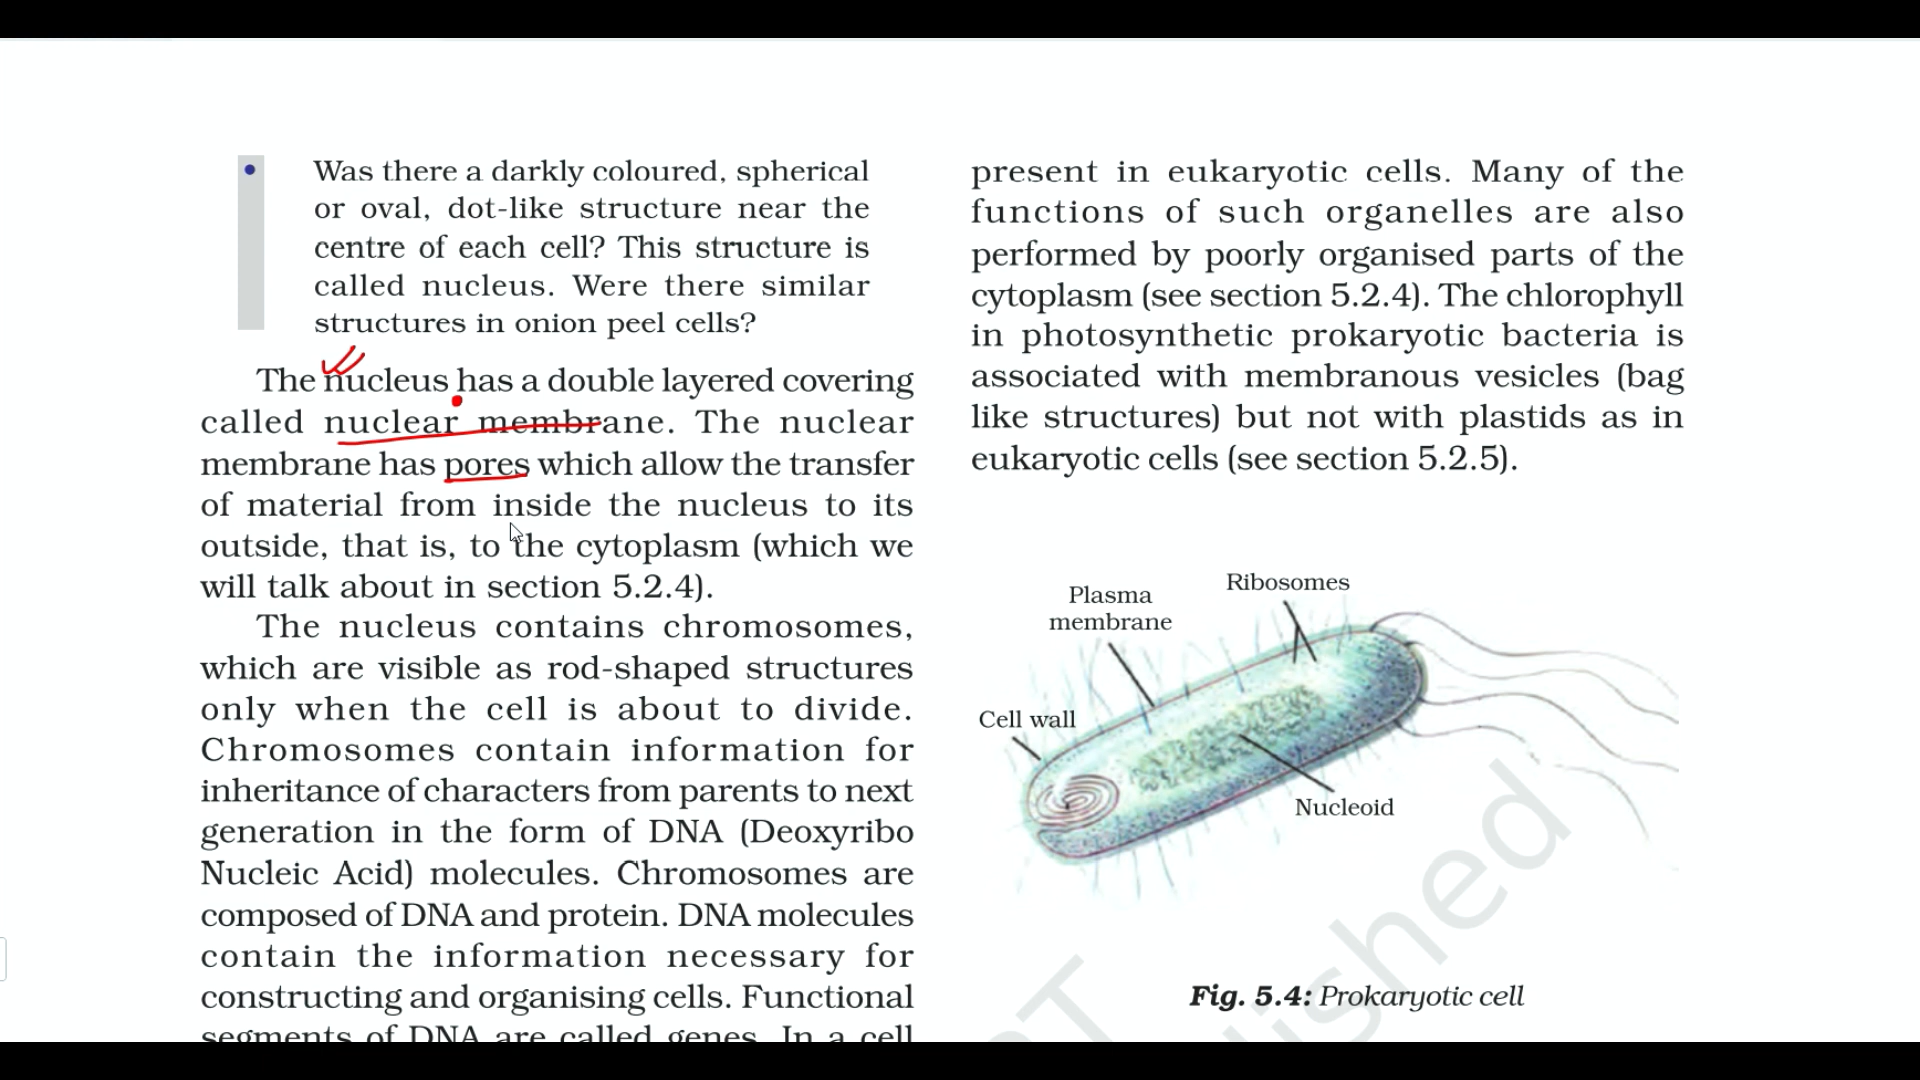 Was there a darkly coloured, spherical
or oval, dot-like structure near the
centre of each cell? This structure is
called nucleus. Were there similar
structures in onion peel cells?
The nucleus has a double layered covering
called nuclear membrane. The nuclear
membrane has pores which allow the transfer
of material from inside the nucleus to its
outside, that is, to the cytoplasm (which we
will talk about in section 5.2.4).
The nucleus contains chromosomes,
which are visible as rod-shaped structures
only when the cell is about to divide.
Chromosomes contain information for
inheritance of characters from parents to next
generation in the form of DNA (Deoxyribo
Nucleic Acid) molecules. Chromosomes are
composed of DNA and protein. DNA molecules
contain the information necessary for
constructing and organising cells. Functional
segments of DNA are called genes. In a cell
present in eukaryotic cells. Many of the
functions of such organelles are also
performed by poorly organised parts of the
cytoplasm (see section 5.2.4). The chlorophyll
in photosynthetic prokaryotic bacteria is
associated with membranous vesicles (bag
like structures) but not with plastids as in
eukaryotic cells (see section 5.2.5).
Ribosomes
Plasma
membrane
Cell wall
Nucleoid
Fig. 5.4: Prokaryotic cell